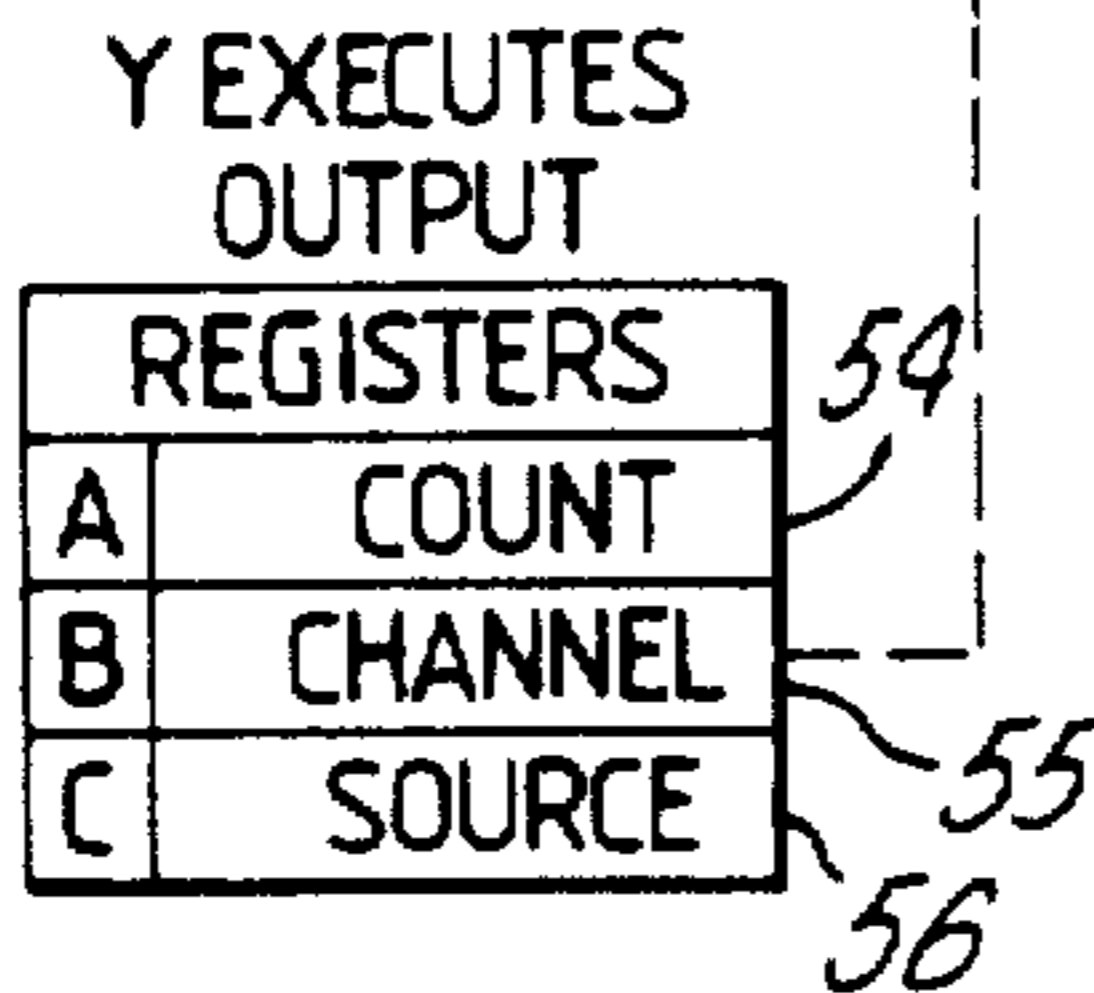 Y EXECUTES
OUTPUT
REGISTERS
54
A COUNT
B CHANNEL
55
C SOURCE
56